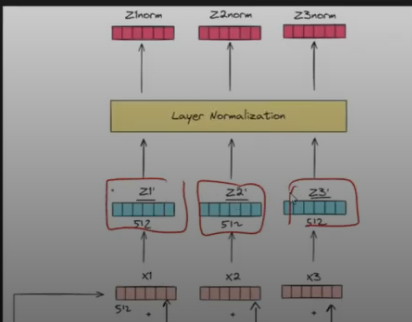 Z1norm Z2norm Z3norm
Layer Normalization
Z1' Z2' Z3'
512 512 512
X1 X2 X3
512
+ + +